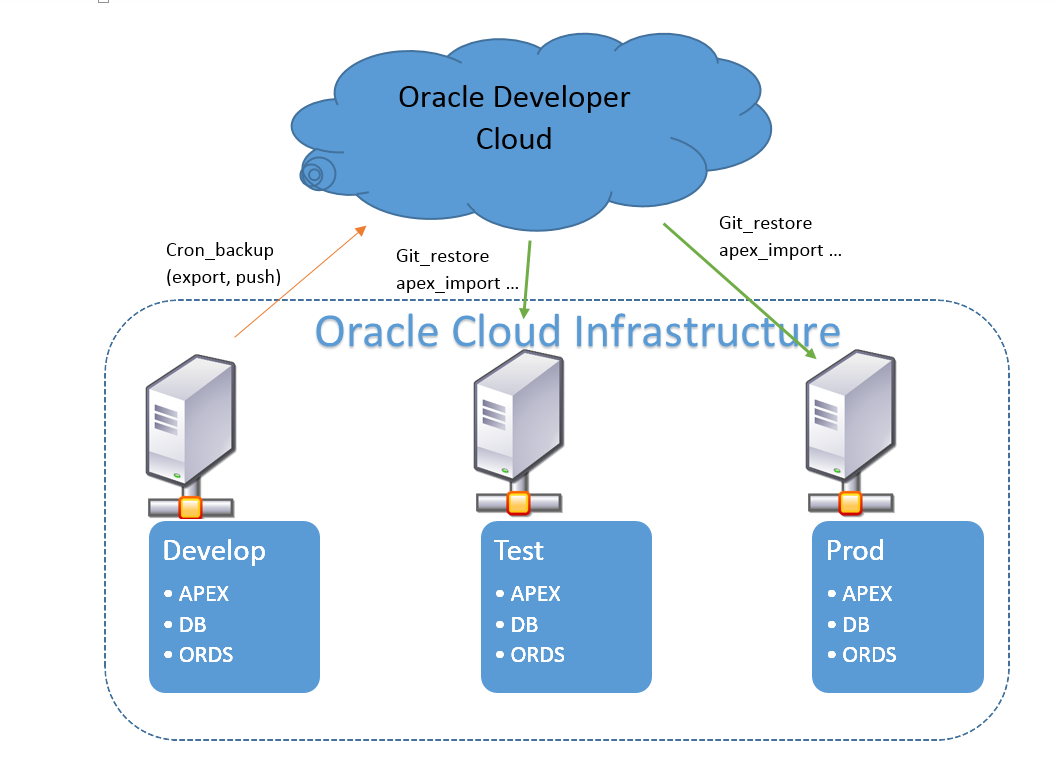 Oracle Developer
Cloud
Cron_backup
(export, push)
Git_restore
apex_import ...
Git_restore
apex_import ...
Oracle Cloud Infrastructure
Develop
• APEX
• DB
• ORDS
Test
• APEX
• DB
• ORDS
Prod
• APEX
• DB
• ORDS